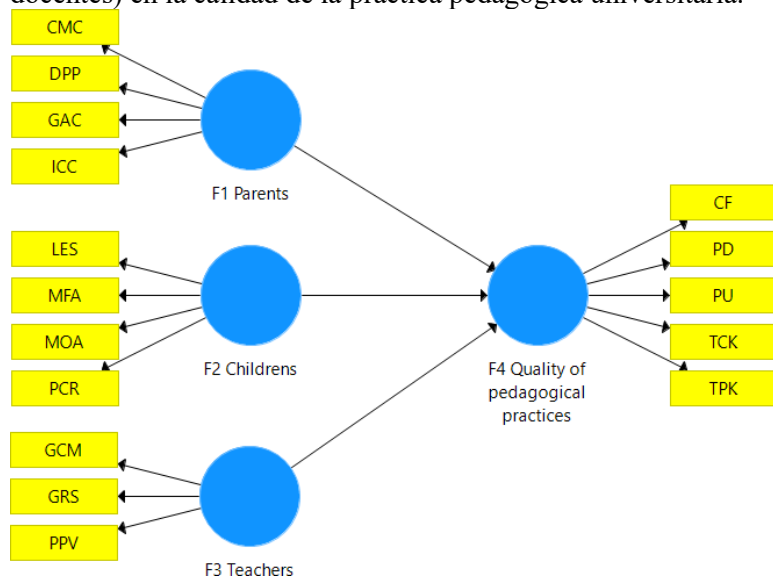 docentes) en la calidad de la práctica pedagógica universitaria.
CMC
DPP
GAC
ICC
F1 Parents
LES
MFA
MOA
PCR
F2 Childrens
GCM
GRS
PPV
F3 Teachers
F4 Quality of
pedagogical
practices
CF
PD
PU
TCK
TPK